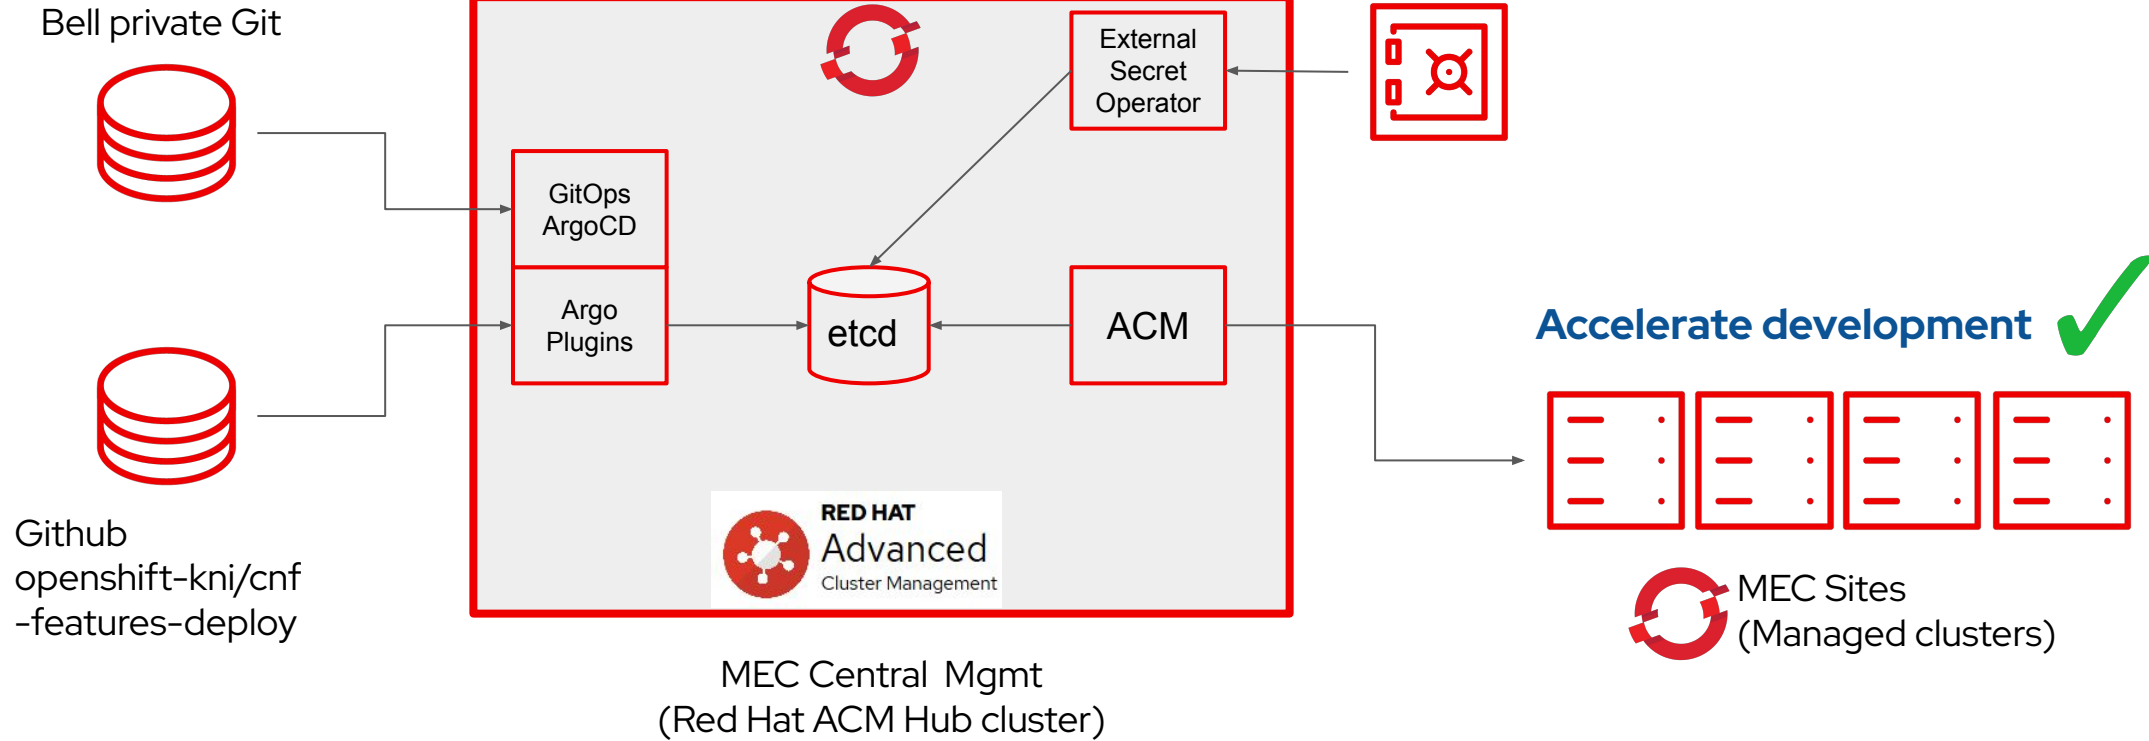 Bell private Git
External
Secret
Operator
GitOps
ArgoCD
Argo
Plugins
etcd
ACM
Accelerate development
RED HAT
Advanced
Cluster Management
Github
openshift-kni/cnf
-features-deploy
MEC Sites
(Managed clusters)
MEC Central Mgmt
(Red Hat ACM Hub cluster)